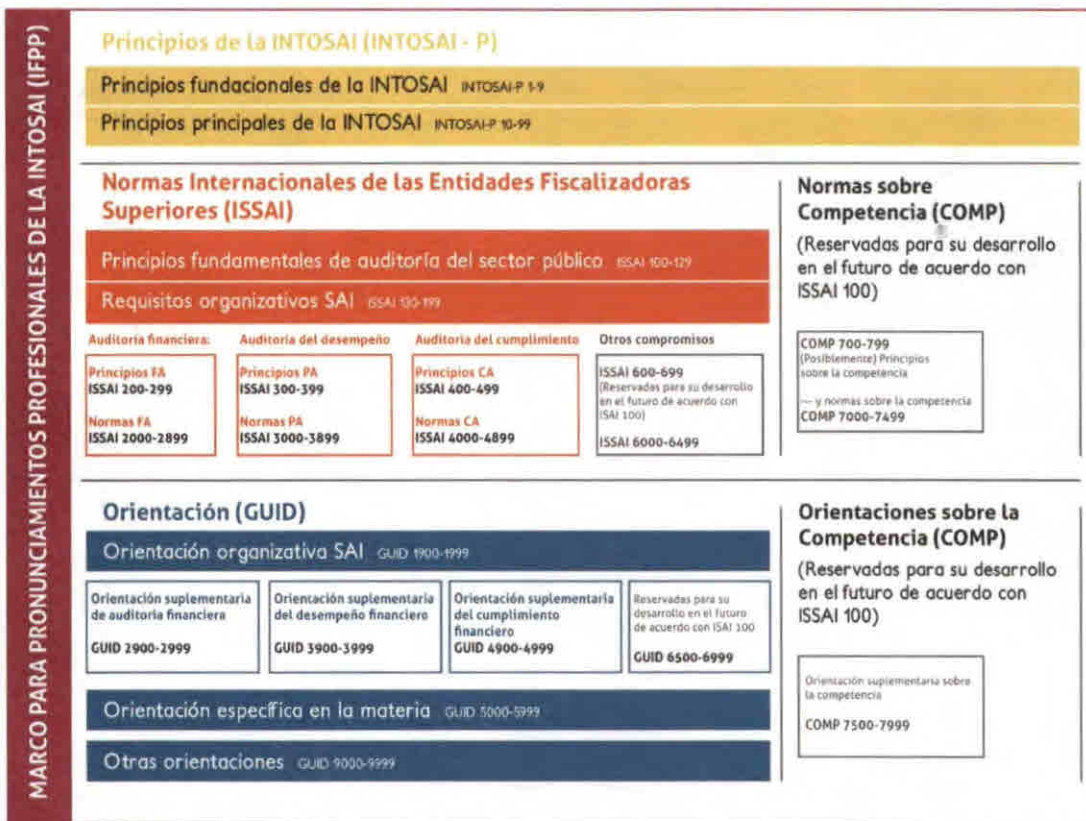 MARCO PARA PRONUNCIAMIENTOS PROFESIONALES DE LA INTOSAI (IFPP)
Principios de la INTOSAI (INTOSAI - P)
Principios fundacionales de la INTOSAI INTOSAI-P 1-9
Principios principales de la INTOSAI INTOSAI-P 10-99
Normas Internacionales de las Entidades Fiscalizadoras
Superiores (ISSAI)
Principios fundamentales de auditoría del sector público ISSAI 100-129
Requisitos organizativos SAI ISSAI 130-199
Auditoría financiera:
Principios FA
ISSAI 200-299
Normas FA
ISSAI 2000-2899
Auditoría del desempeño
Principios PA
ISSAI 300-399
Normas PA
ISSAI 3000-3899
Auditoría del cumplimiento
Principios CA
ISSAI 400-499
Normas CA
ISSAI 4000-4899
Otros compromisos
ISSAI 600-699
(Reservadas para su desarrollo
en el futuro de acuerdo con
ISAI 100)
ISSAI 6000-6499
Normas sobre
Competencia (COMP)
(Reservadas para su desarrollo
en el futuro de acuerdo con
ISSAI 100)
COMP 700-799
(Posiblemente) Principios
sobre la competencia
— y normas sobre la competencia
COMP 7000-7499
Orientación (GUID)
Orientación organizativa SAI GUID 1900-1999
Orientación suplementaria
de auditoría financiera
GUID 2900-2999
Orientación suplementaria
del desempeño financiero
GUID 3900-3999
Orientación suplementaria
del cumplimiento
financiero
GUID 4900-4999
Reservadas para su
desarrollo en el futuro
de acuerdo con ISAI 100
GUID 6500-6999
Orientación específica en la materia GUID 5000-5999
Otras orientaciones GUID 9000-9999
Orientaciones sobre la
Competencia (COMP)
(Reservadas para su desarrollo
en el futuro de acuerdo con
ISSAI 100)
Orientación suplementaria sobre
la competencia
COMP 7500-7999